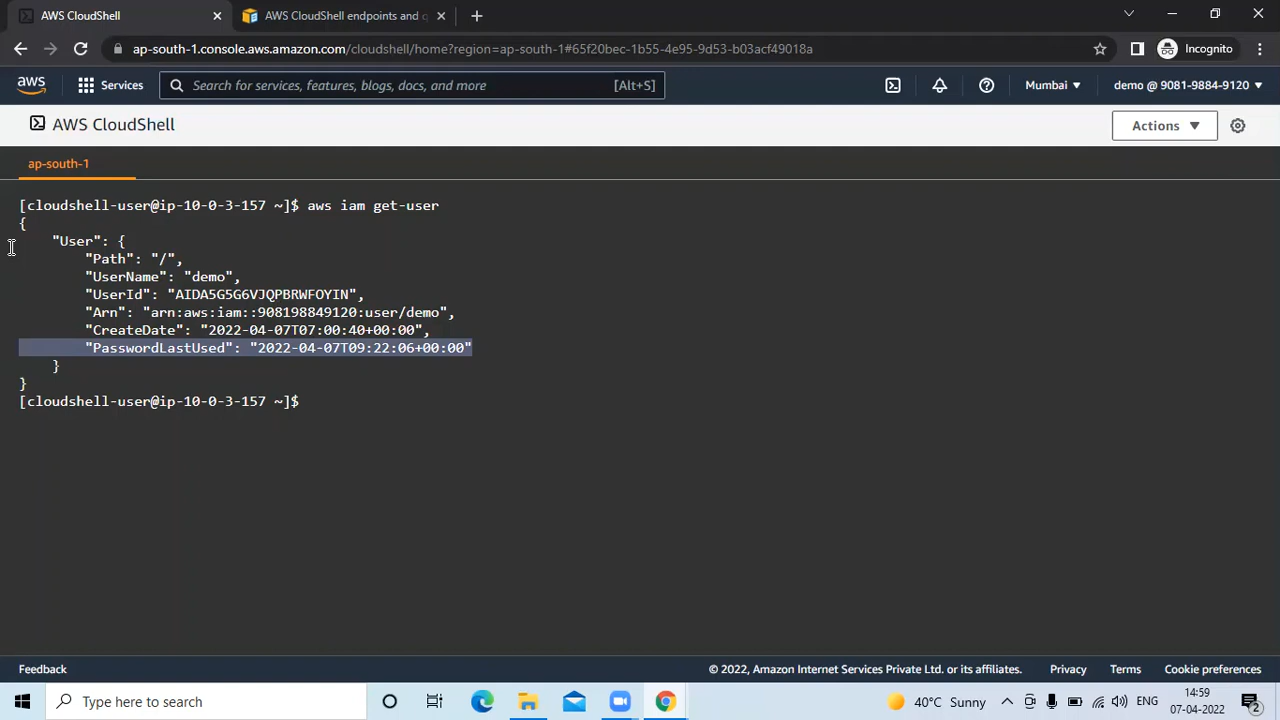 AWS CloudShell
AWS CloudShell endpoints and q
ap-south-1.console.aws.amazon.com/cloudshell/home?region=ap-south-1#65f20bec-1b55-4e95-9d53-b03acf49018a
Incognito
aws
Services
Search for services, features, blogs, docs, and more
[Alt+S]
Mumbai
demo @ 9081-9884-9120
AWS CloudShell
Actions
ap-south-1
[cloudshell-user@ip-10-0-3-157 ~]$ aws iam get-user
{
"User": {
"Path": "/",
"UserName": "demo",
"UserId": "AIDA5G5G6VJQPBRWFOYIN",
"Arn": "arn:aws:iam::908198849120:user/demo",
"CreateDate": "2022-04-07T07:00:40+00:00",
"PasswordLastUsed": "2022-04-07T09:22:06+00:00"
}
}
[cloudshell-user@ip-10-0-3-157 ~]$
Feedback
© 2022, Amazon Internet Services Private Ltd. or its affiliates.
Privacy
Terms
Cookie preferences
Type here to search
40°C Sunny
ENG
14:59
07-04-2022
2